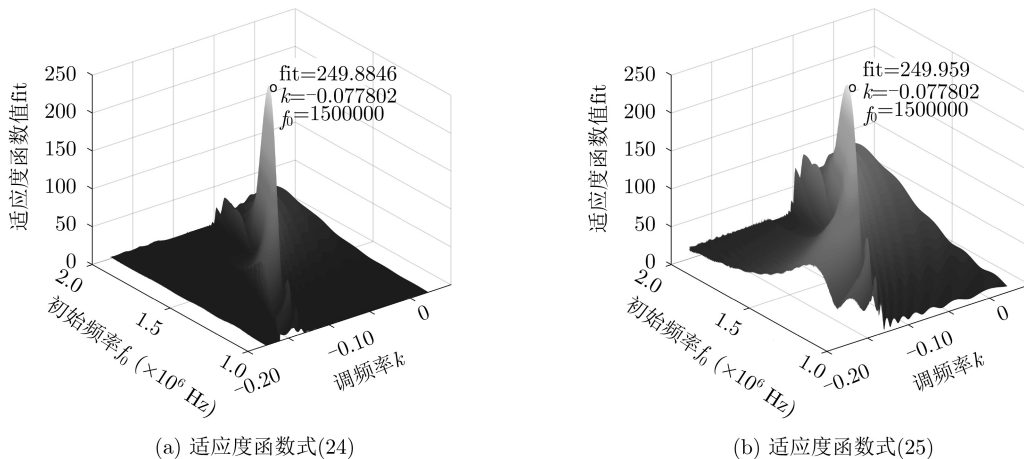 fit=249.8846
k=−0.077802
f₀=1500000
适应度函数值fit
250
200
150
100
50
0
2.0
1.5
1.0
初始频率f₀ (×10⁶ Hz)
−0.20
−0.10
0
调频率k
(a) 适应度函数式(24)
fit=249.959
k=−0.077802
f₀=1500000
适应度函数值fit
250
200
150
100
50
0
2.0
1.5
1.0
初始频率f₀ (×10⁶ Hz)
−0.20
−0.10
0
调频率k
(b) 适应度函数式(25)